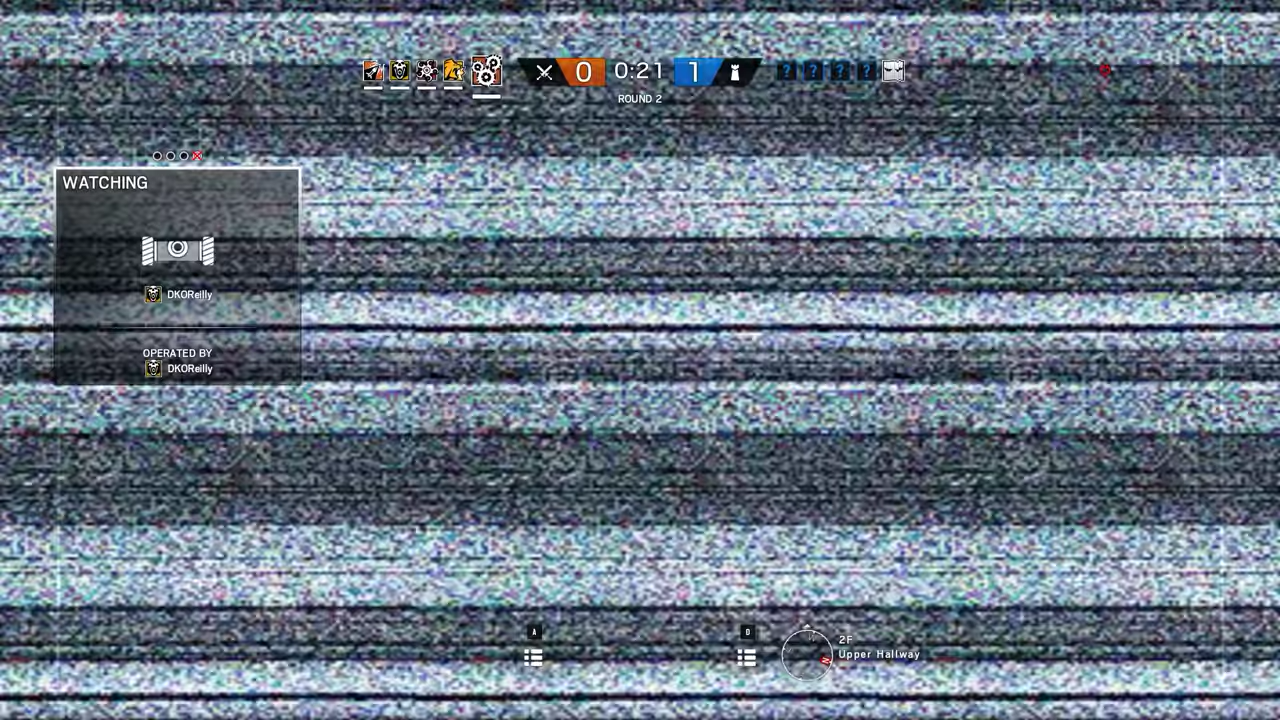 0 0:21 1
? ? ? ?
ROUND 2
WATCHING
DKOReilly
OPERATED BY
DKOReilly
A D
2F
Upper Hallway